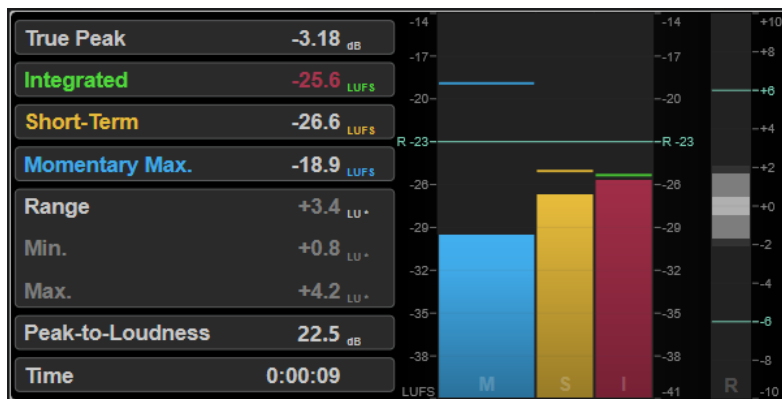 True Peak -3.18 dB
Integrated -25.6 LUFS
Short-Term -26.6 LUFS
Momentary Max. -18.9 LUFS
Range +3.4 LU*
Min. +0.8 LU*
Max. +4.2 LU*
Peak-to-Loudness 22.5 dB
Time 0:00:09
-14 -14 +10
-17 -17 +8
-20 -20 +6
R -23 R -23
-26 -26 +2
-29 -29 +0
-32 -32 -2
-35 -35 -6
-38 -38 -8
LUFS M S I -41 R -10